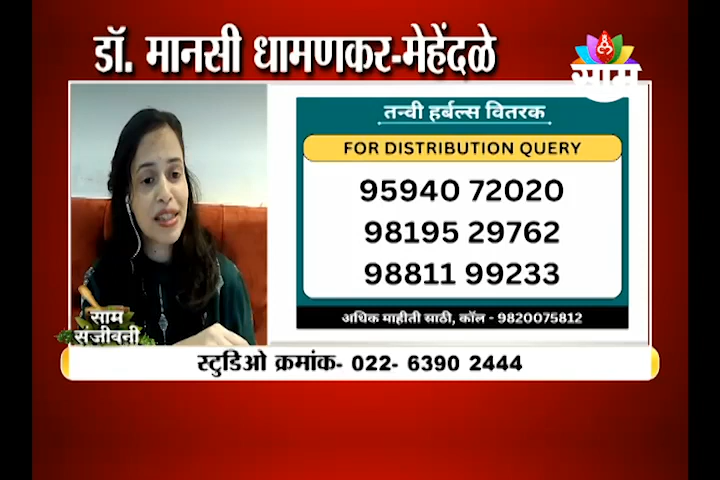 डॉ. मानसी धामणकर-मेहेंदळे
साम
तन्वी हर्बल्स वितरक
FOR DISTRIBUTION QUERY
95940 72020
98195 29762
98811 99233
अधिक माहीती साठी, कॉल - 9820075812
साम
संजीवनी
स्टुडिओ क्रमांक- 022- 6390 2444